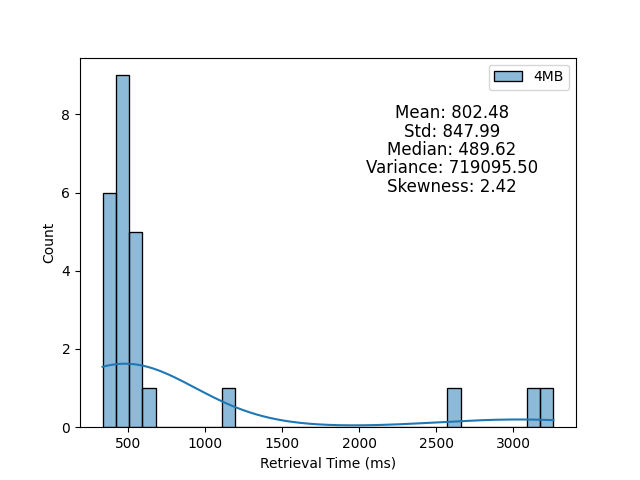 4MB
Mean: 802.48
Std: 847.99
Median: 489.62
Variance: 719095.50
Skewness: 2.42
Count
8
6
4
2
0
500 1000 1500 2000 2500 3000
Retrieval Time (ms)